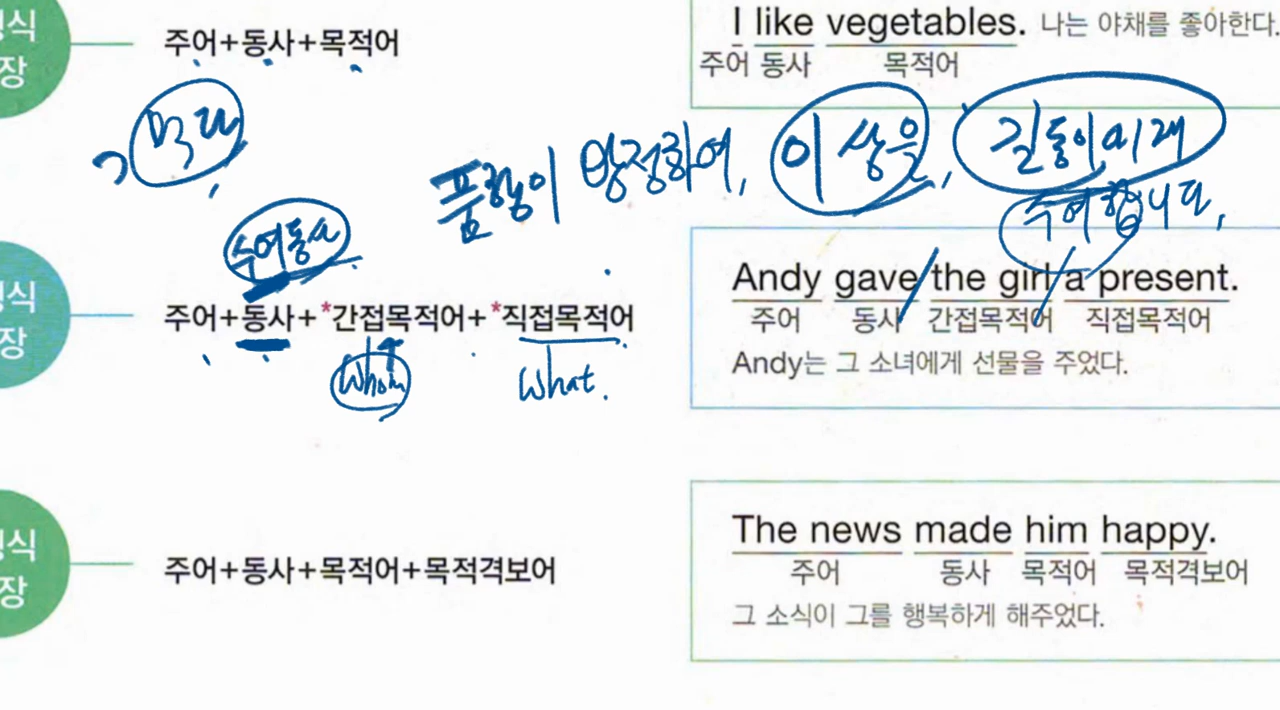 식
장
주어+동사+목적어
I like vegetables. 나는 야채를 좋아한다.
주어 동사 목적어
먹다
품행이 방정하여, 이 상을, 길동이에게
수여합니다,
수여동사
식
장
주어+동사+*간접목적어+*직접목적어
Whom
What.
Andy gave the girl a present.
주어 동사 간접목적어 직접목적어
Andy는 그 소녀에게 선물을 주었다.
식
장
주어+동사+목적어+목적격보어
The news made him happy.
주어 동사 목적어 목적격보어
그 소식이 그를 행복하게 해주었다.